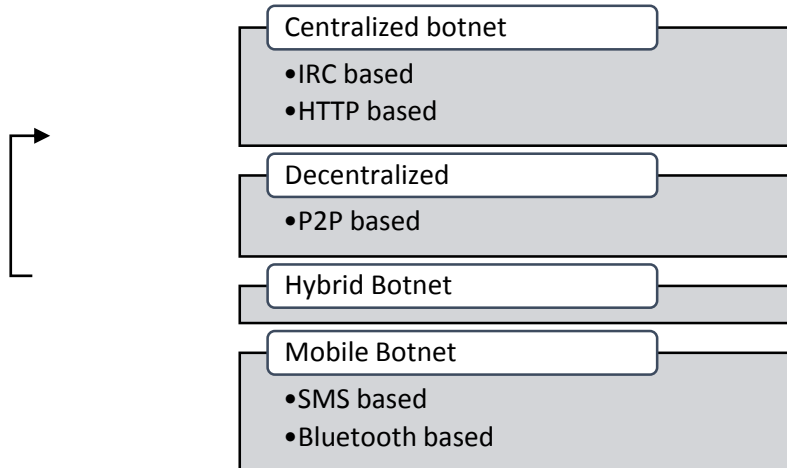 Centralized botnet
•IRC based
•HTTP based
Decentralized
•P2P based
Hybrid Botnet
Mobile Botnet
•SMS based
•Bluetooth based